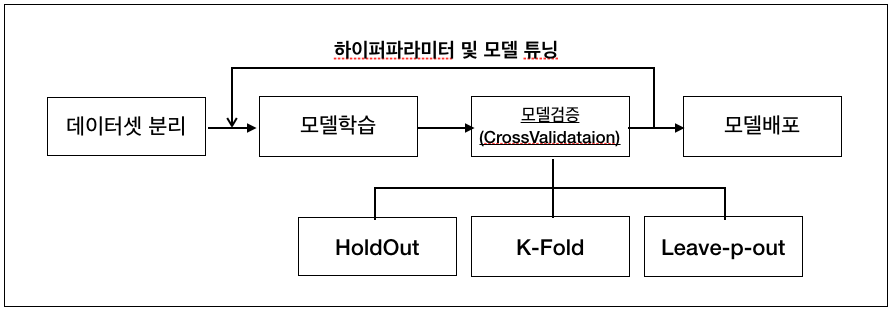 하이퍼파라미터 및 모델 튜닝
데이터셋 분리
모델학습
모델검증
(CrossValidataion)
모델배포
HoldOut
K-Fold
Leave-p-out